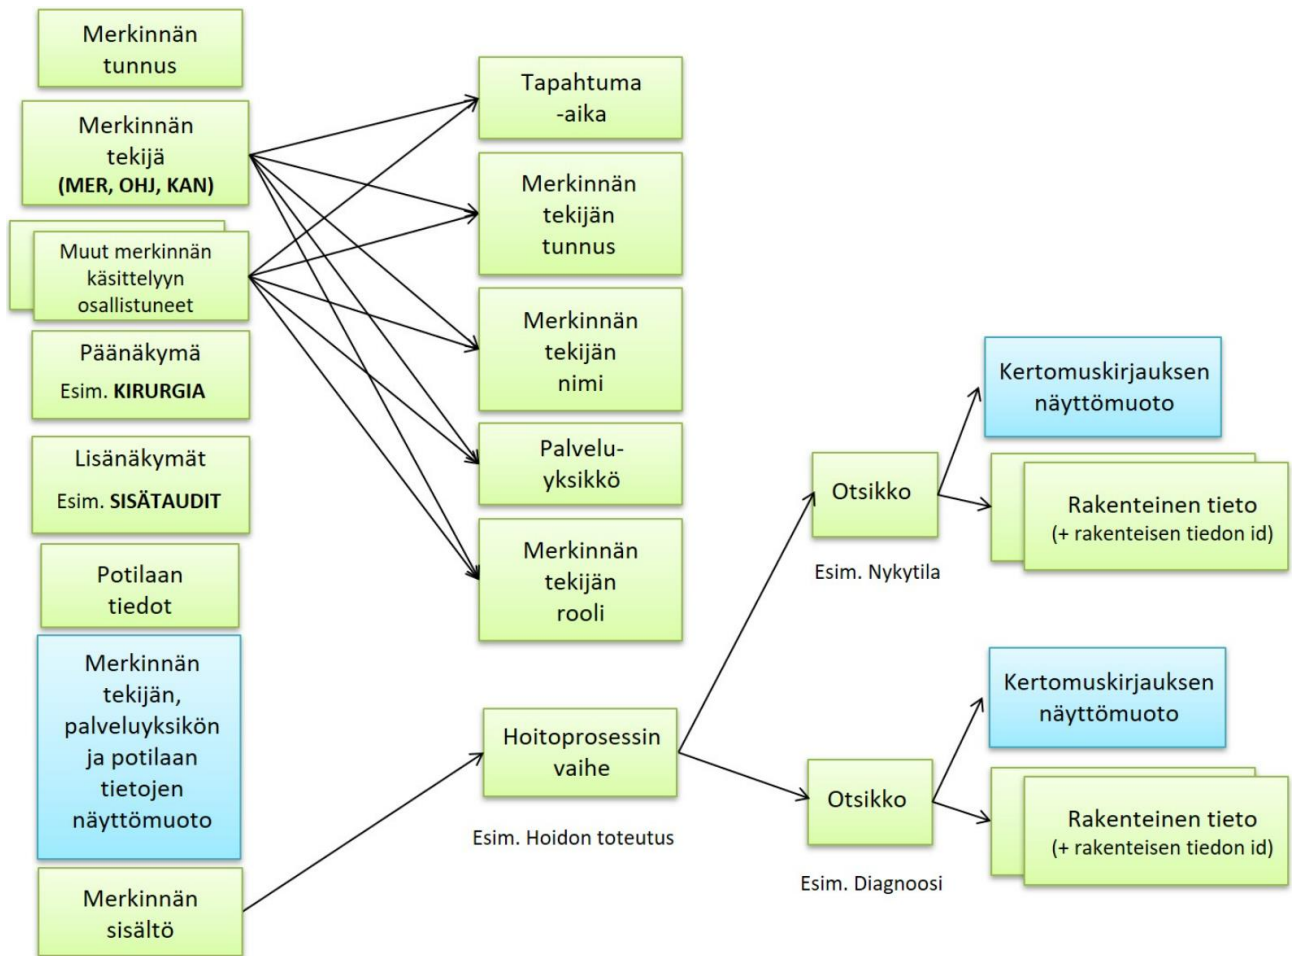 Merkinnän
tunnus
Merkinnän
tekijä
(MER, OHJ, KAN)
Muut merkinnän
käsittelyyn
osallistuneet
Päänäkymä
Esim. KIRURGIA
Lisänäkymät
Esim. SISÄTAUDIT
Potilaan
tiedot
Merkinnän
tekijän,
palveluyksikön
ja potilaan
tietojen
näyttömuoto
Merkinnän
sisältö
Tapahtuma
-aika
Merkinnän
tekijän
tunnus
Merkinnän
tekijän
nimi
Palvelu-
yksikkö
Merkinnän
tekijän
rooli
Hoitoprosessin
vaihe
Esim. Hoidon toteutus
Otsikko
Esim. Nykytila
Kertomuskirjauksen
näyttömuoto
Rakenteinen tieto
(+ rakenteisen tiedon id)
Otsikko
Esim. Diagnoosi
Kertomuskirjauksen
näyttömuoto
Rakenteinen tieto
(+ rakenteisen tiedon id)